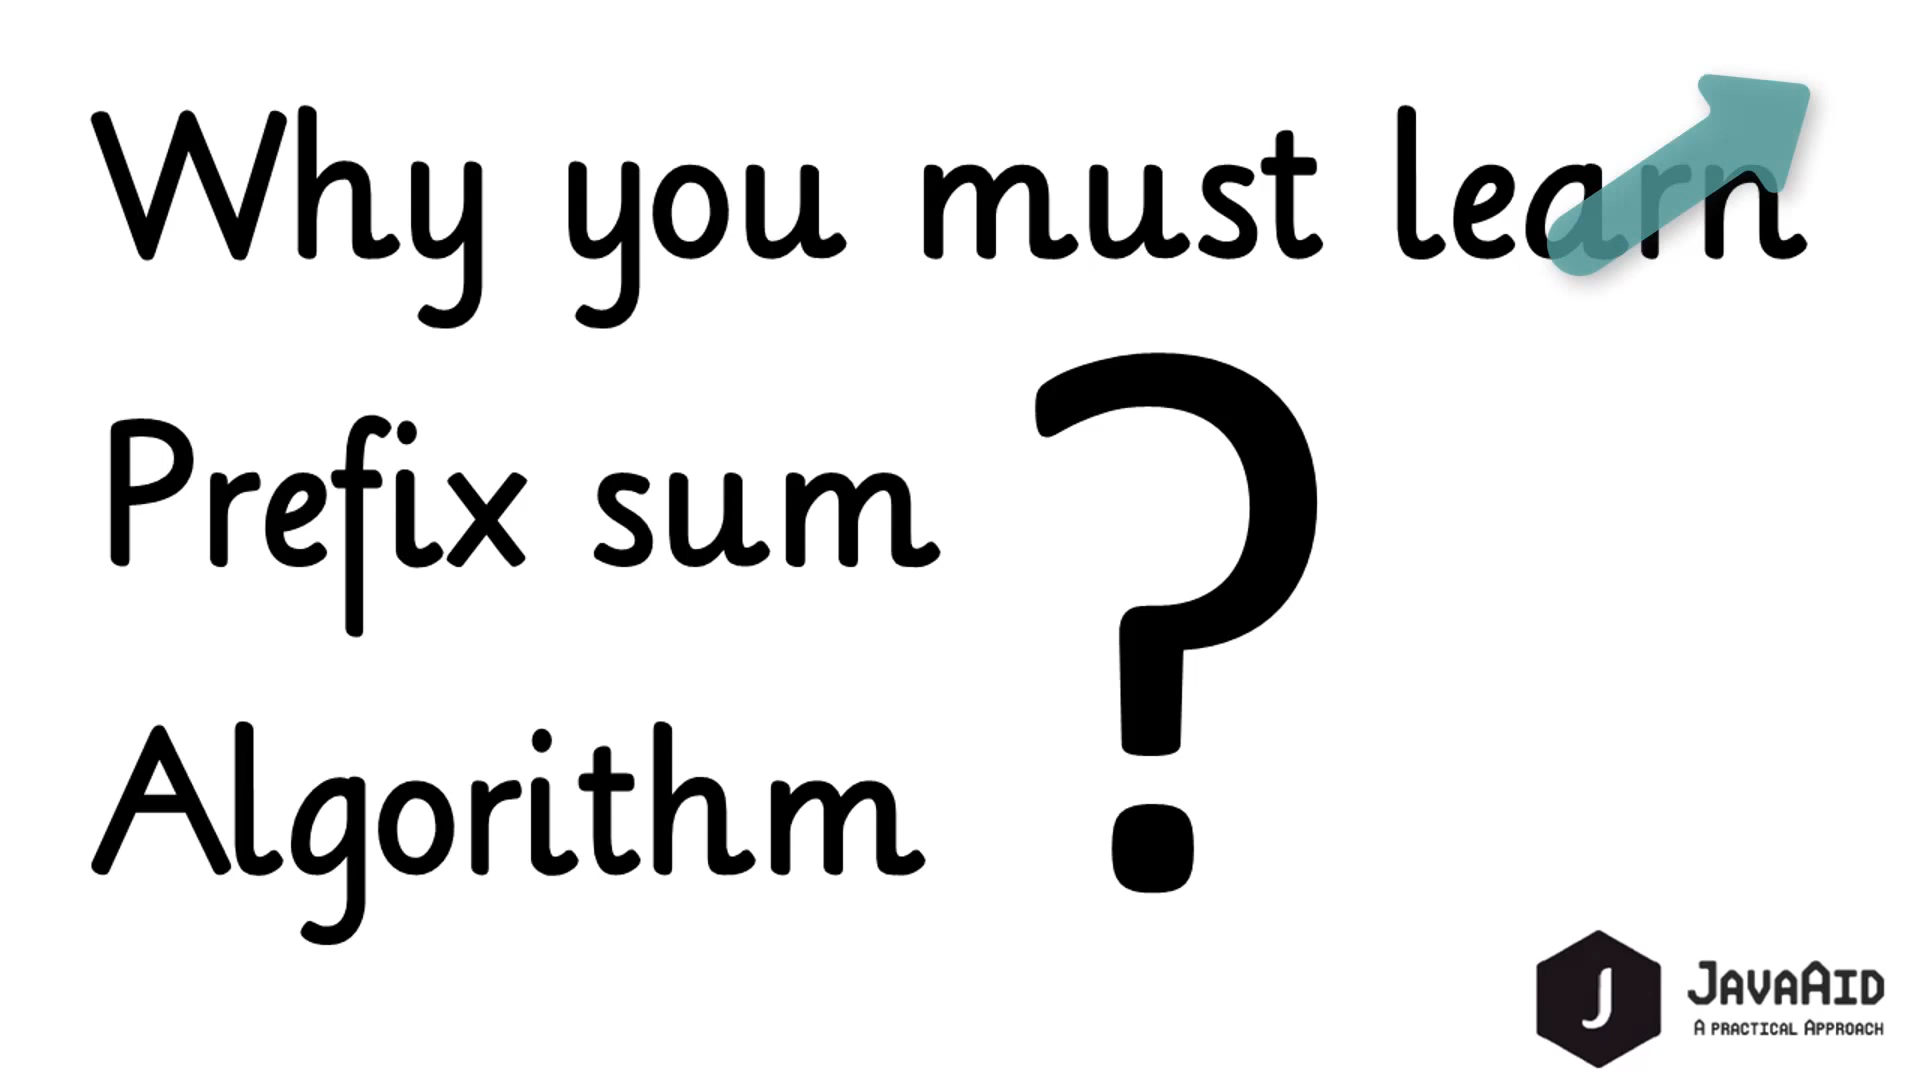 Why you must learn
Prefix sum
Algorithm ?
J
JavaAid
A practical Approach